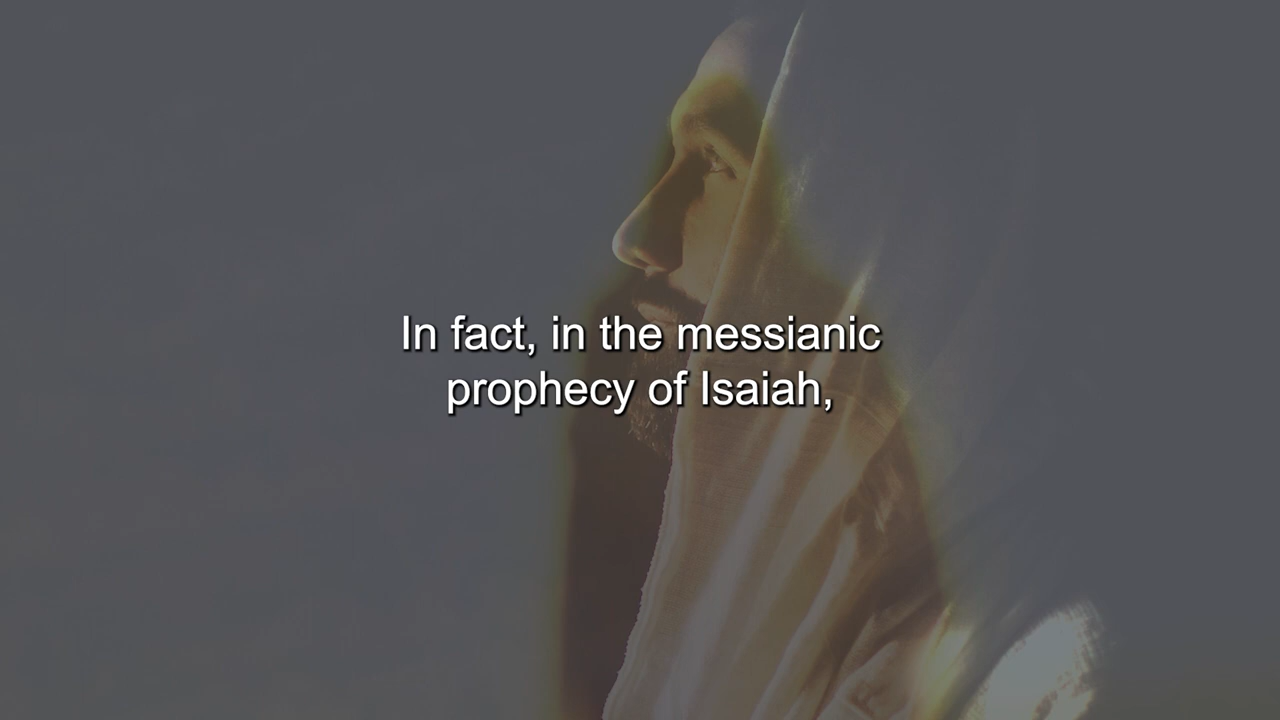 In fact, in the messianic
prophecy of Isaiah,